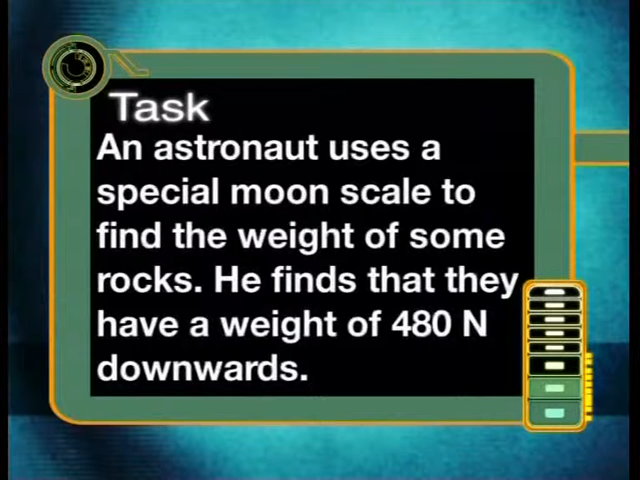 Task
An astronaut uses a
special moon scale to
find the weight of some
rocks. He finds that they
have a weight of 480 N
downwards.